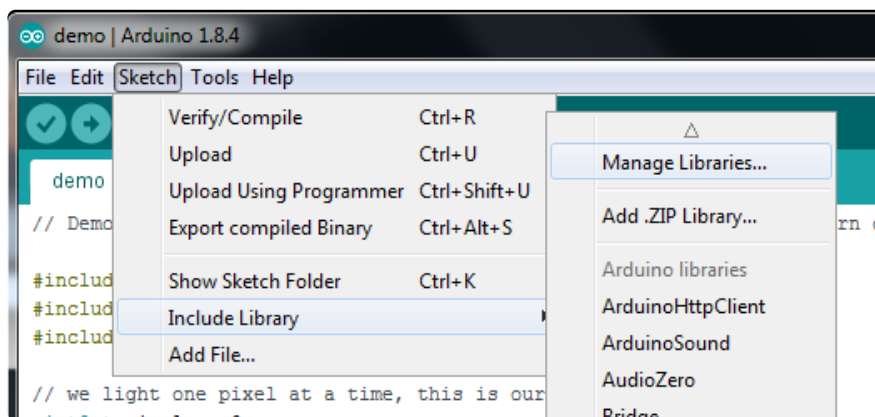 demo | Arduino 1.8.4
File Edit Sketch Tools Help
demo
Verify/Compile Ctrl+R
Upload Ctrl+U
Upload Using Programmer Ctrl+Shift+U
Export compiled Binary Ctrl+Alt+S
Show Sketch Folder Ctrl+K
Include Library
Add File...
Manage Libraries...
Add .ZIP Library...
Arduino libraries
ArduinoHttpClient
ArduinoSound
AudioZero
Bridge
// Demo
#includ
#includ
#includ
// we light one pixel at a time, this is our